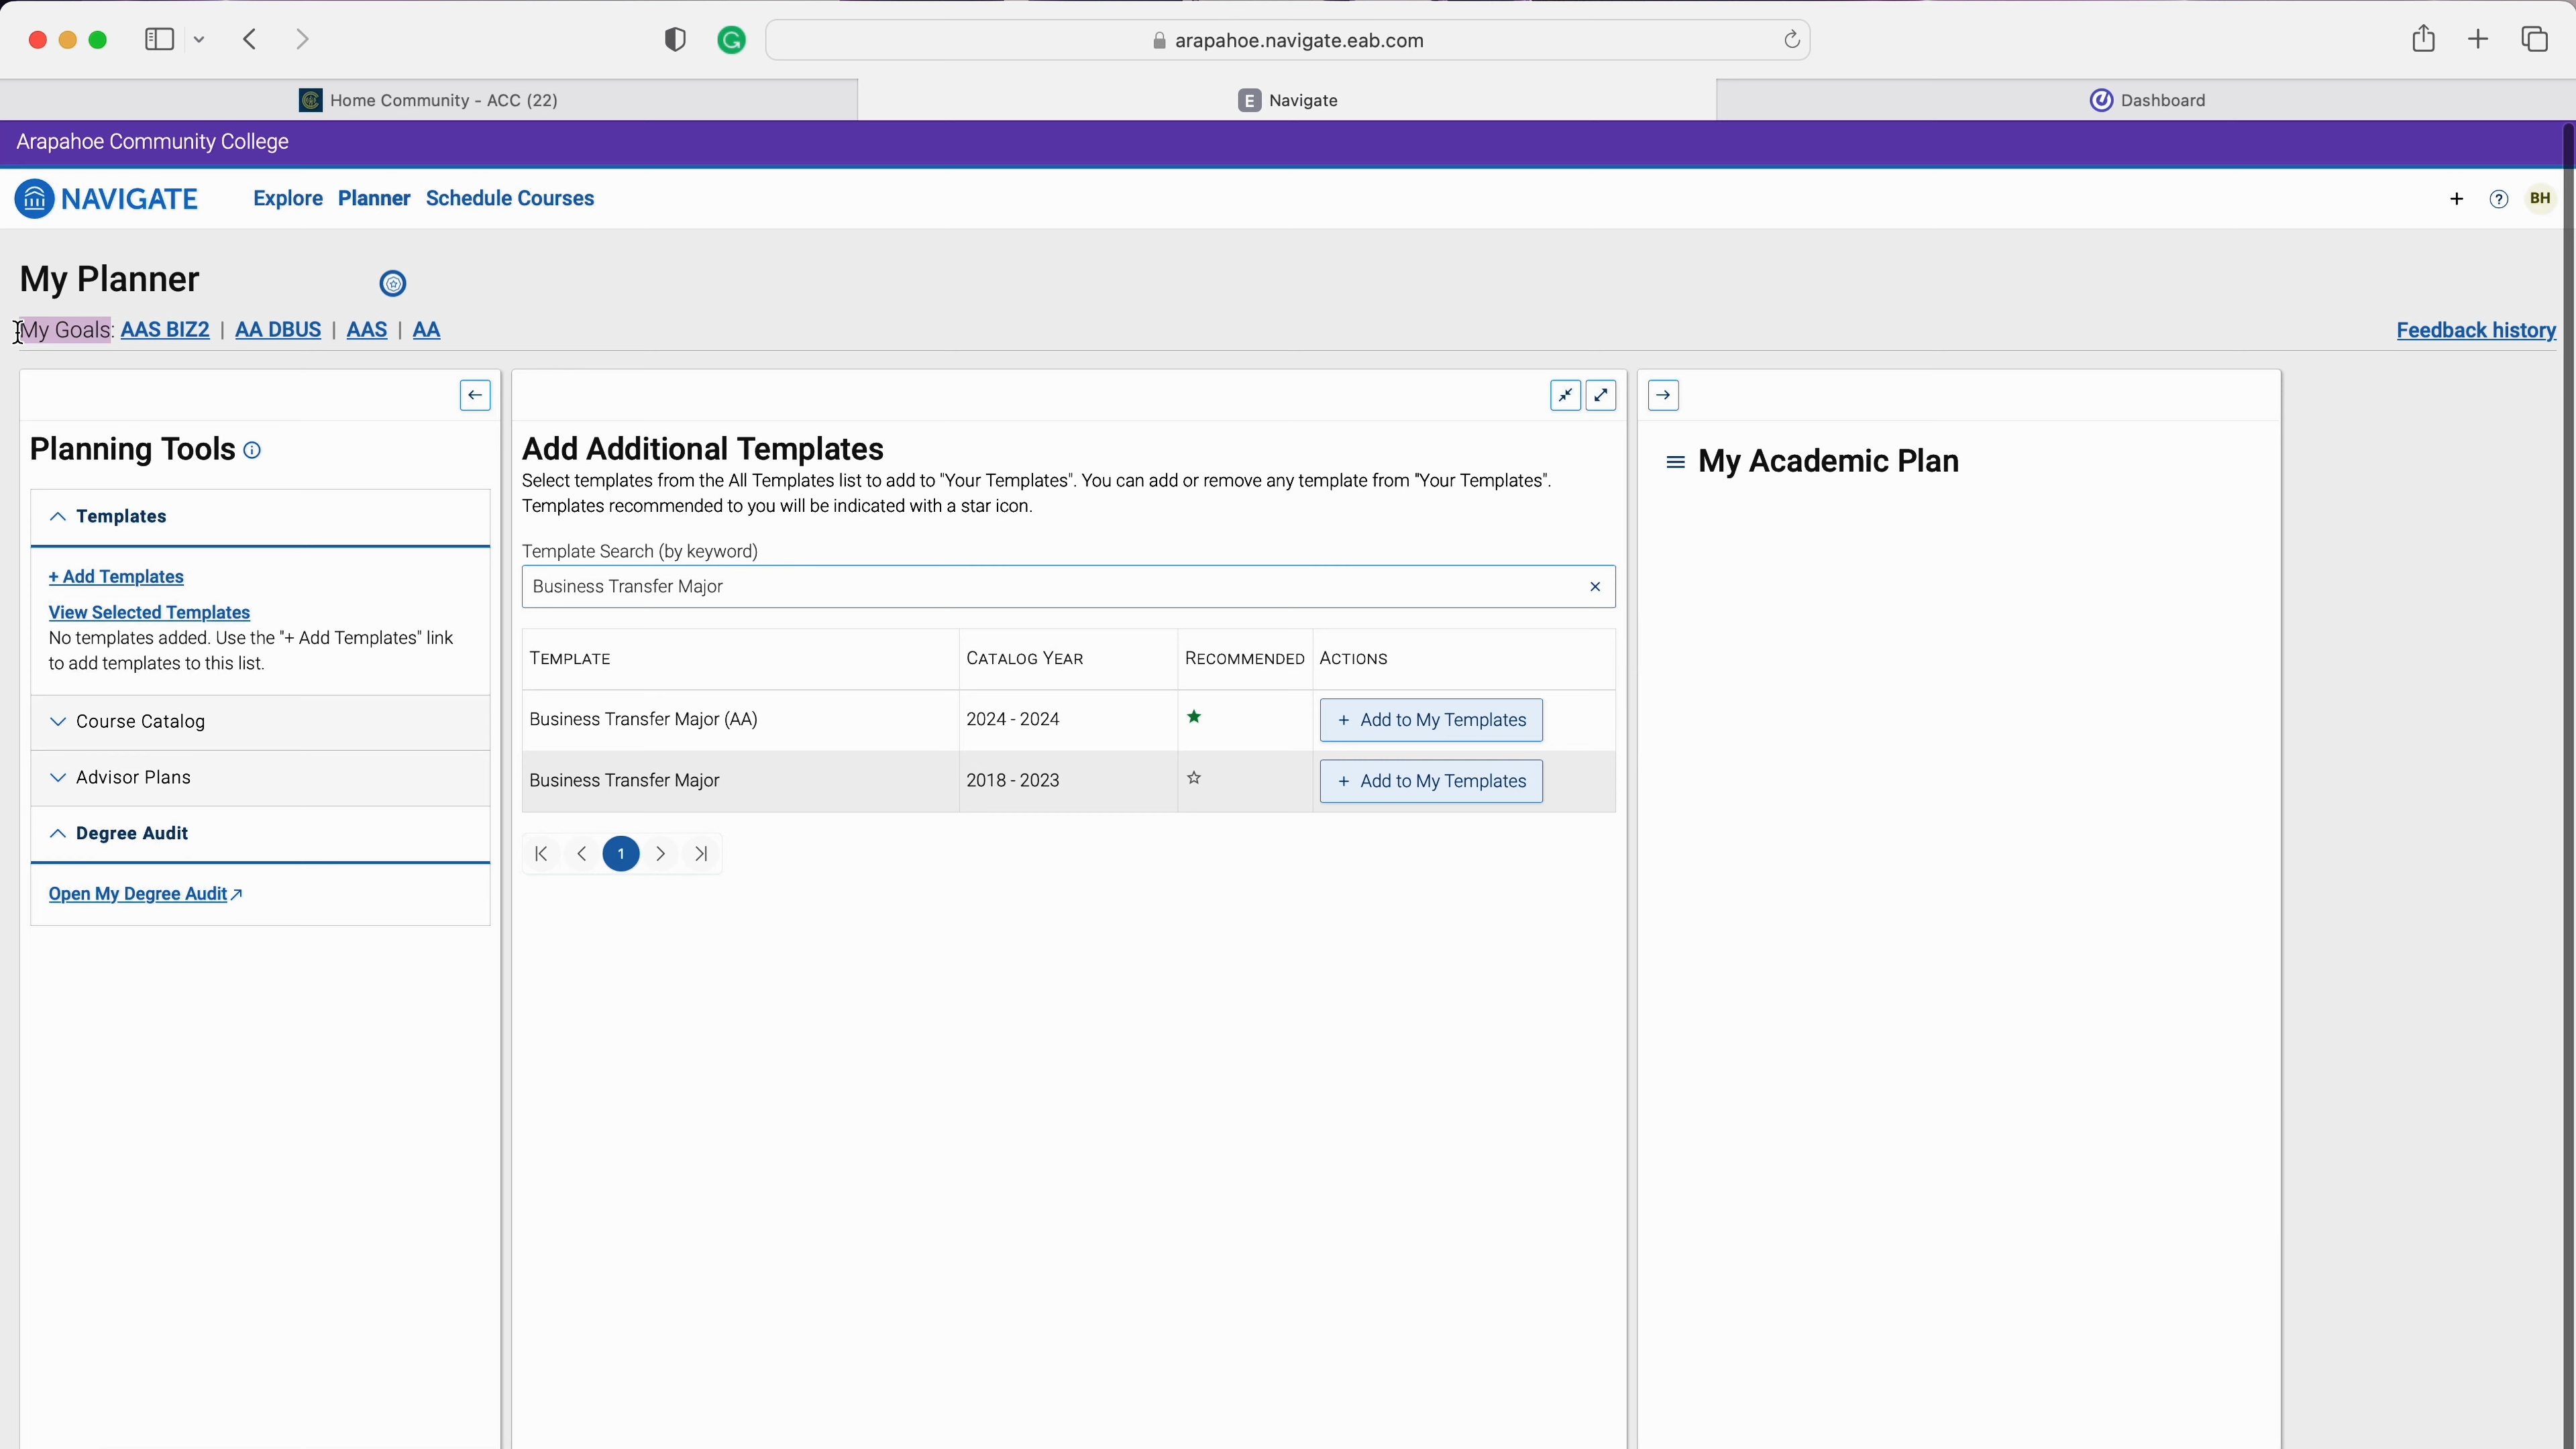 arapahoe.navigate.eab.com
Home Community - ACC (22)
E Navigate
Dashboard
Arapahoe Community College
NAVIGATE
Explore Planner Schedule Courses
+ ? BH
My Planner
My Goals: AAS BIZ2 | AA DBUS | AAS | AA
Feedback history
Planning Tools
Templates
+ Add Templates
View Selected Templates
No templates added. Use the "+ Add Templates" link
to add templates to this list.
Course Catalog
Advisor Plans
Degree Audit
Open My Degree Audit
Add Additional Templates
Select templates from the All Templates list to add to "Your Templates". You can add or remove any template from "Your Templates".
Templates recommended to you will be indicated with a star icon.
Template Search (by keyword)
Business Transfer Major
TEMPLATE CATALOG YEAR RECOMMENDED ACTIONS
Business Transfer Major (AA) 2024 - 2024 + Add to My Templates
Business Transfer Major 2018 - 2023 + Add to My Templates
1
My Academic Plan